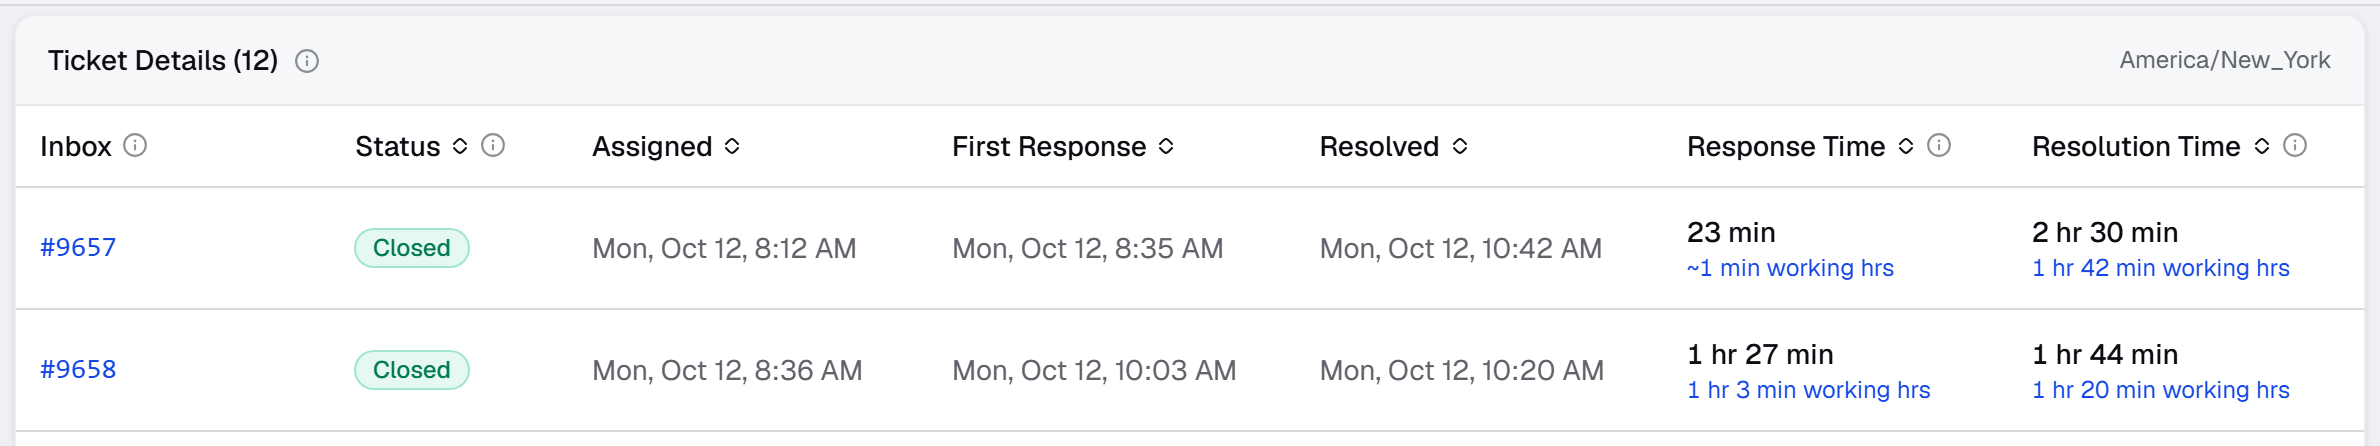 Ticket Details (12)
America/New_York
Inbox Status Assigned First Response Resolved Response Time Resolution Time
#9657 Closed Mon, Oct 12, 8:12 AM Mon, Oct 12, 8:35 AM Mon, Oct 12, 10:42 AM 23 min 2 hr 30 min
~1 min working hrs 1 hr 42 min working hrs
#9658 Closed Mon, Oct 12, 8:36 AM Mon, Oct 12, 10:03 AM Mon, Oct 12, 10:20 AM 1 hr 27 min 1 hr 44 min
1 hr 3 min working hrs 1 hr 20 min working hrs